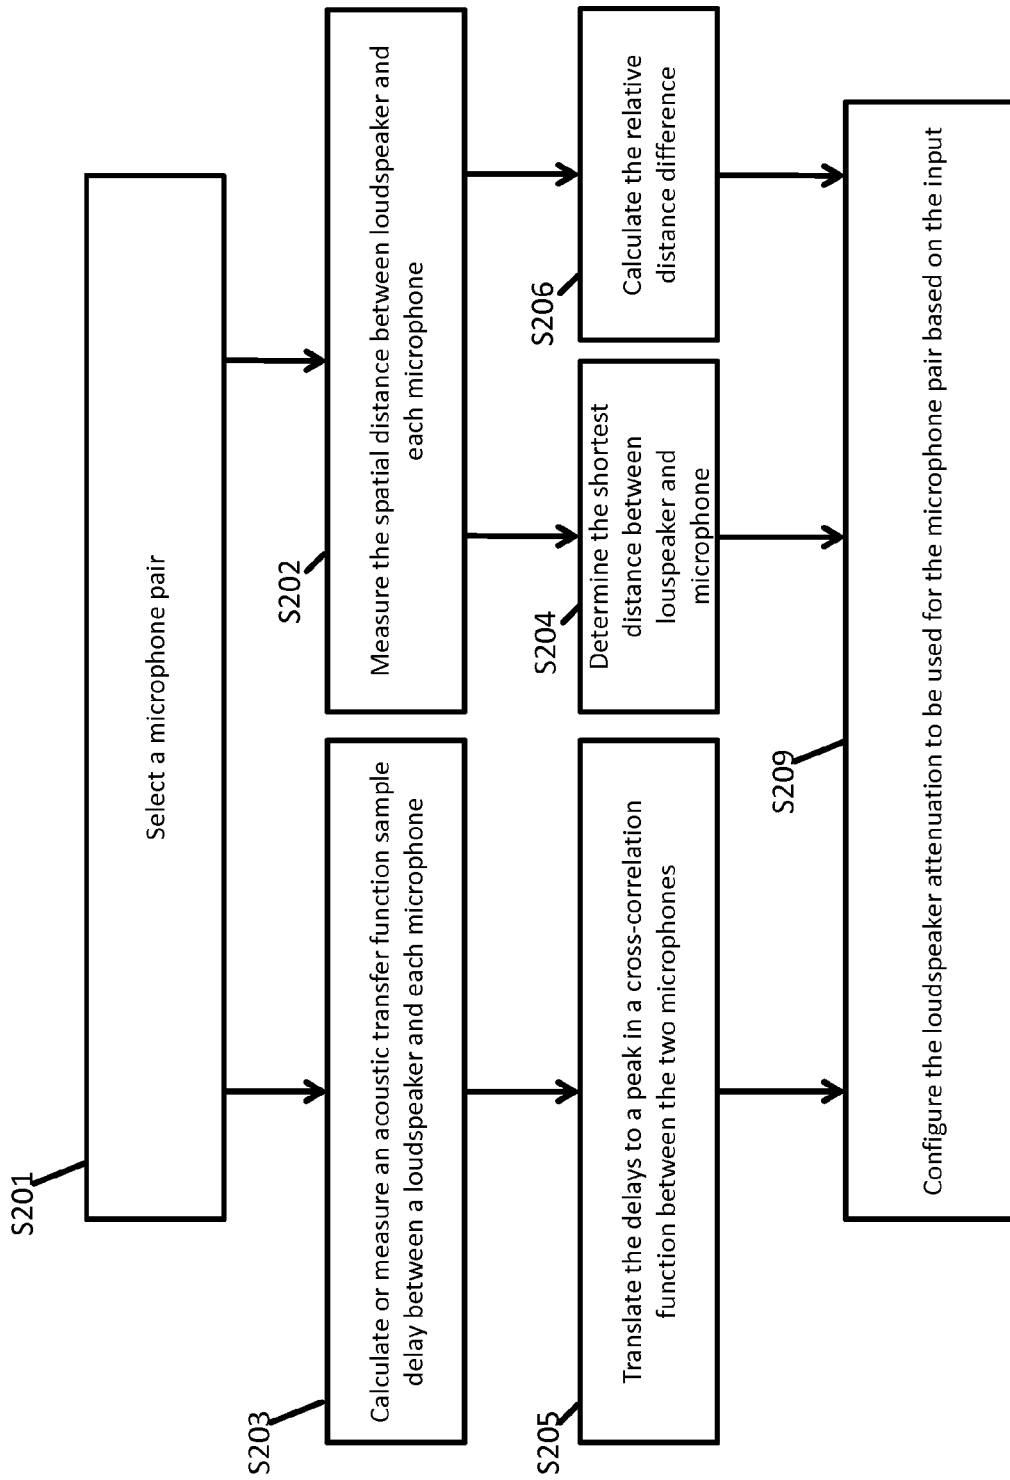 S201
Select a microphone pair
S203
Calculate or measure an acoustic transfer function sample
delay between a loudspeaker and each microphone
S202
Measure the spatial distance between loudspeaker and
each microphone
S205
Translate the delays to a peak in a cross-correlation
function between the two microphones
S204
Determine the shortest
distance between
louspeaker and
microphone
S206
Calculate the relative
distance difference
S209
Configure the loudspeaker attenuation to be used for the microphone pair based on the input